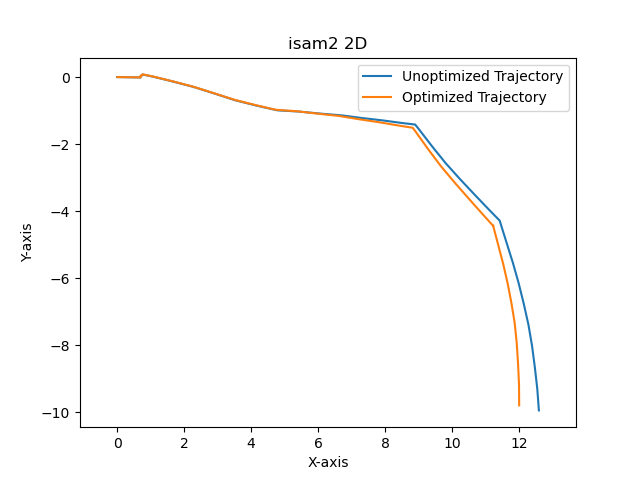 isam2 2D
Unoptimized Trajectory
Optimized Trajectory
0
−2
−4
−6
−8
−10
Y-axis
0 2 4 6 8 10 12
X-axis